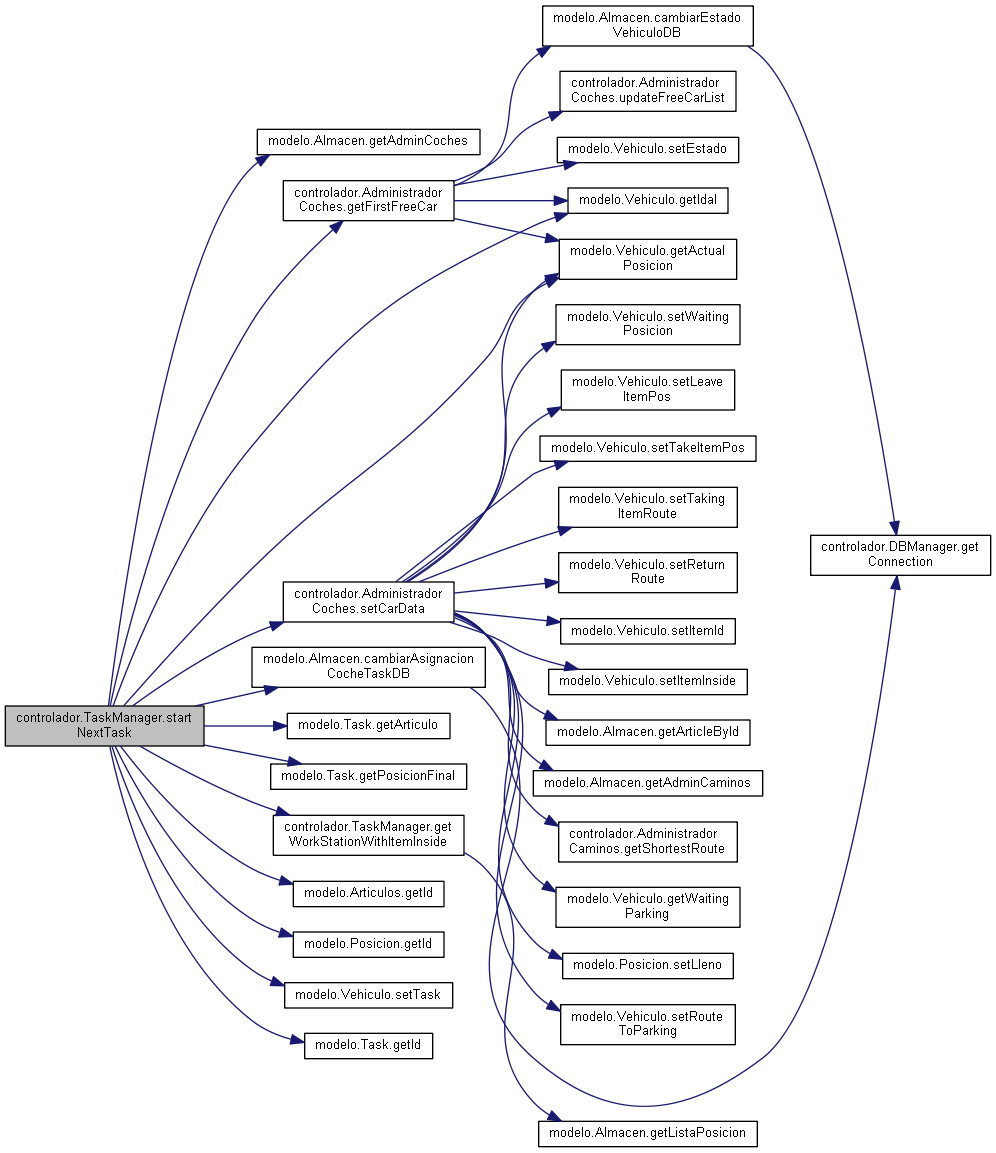 modelo.Almacen.cambiarEstado
VehiculoDB
controlador.Administrador
Coches.updateFreeCarList
modelo.Almacen.getAdminCoches
modelo.Vehiculo.setEstado
controlador.Administrador
Coches.getFirstFreeCar
modelo.Vehiculo.getIdal
modelo.Vehiculo.getActual
Posicion
modelo.Vehiculo.setWaiting
Posicion
modelo.Vehiculo.setLeave
ItemPos
modelo.Vehiculo.setTakeItemPos
modelo.Vehiculo.setTaking
ItemRoute
controlador.DBManager.get
Connection
modelo.Vehiculo.setReturn
Route
controlador.Administrador
Coches.setCarData
modelo.Vehiculo.setItemId
modelo.Almacen.cambiarAsignacion
CocheTaskDB
modelo.Vehiculo.setItemInside
controlador.TaskManager.start
NextTask
modelo.Task.getArticulo
modelo.Almacen.getArticleById
modelo.Task.getPosicionFinal
modelo.Almacen.getAdminCaminos
controlador.TaskManager.get
WorkStationWithItemInside
controlador.Administrador
Caminos.getShortestRoute
modelo.Articulos.getId
modelo.Vehiculo.getWaiting
Parking
modelo.Posicion.getId
modelo.Posicion.setLleno
modelo.Vehiculo.setTask
modelo.Vehiculo.setRoute
ToParking
modelo.Task.getId
modelo.Almacen.getListaPosicion